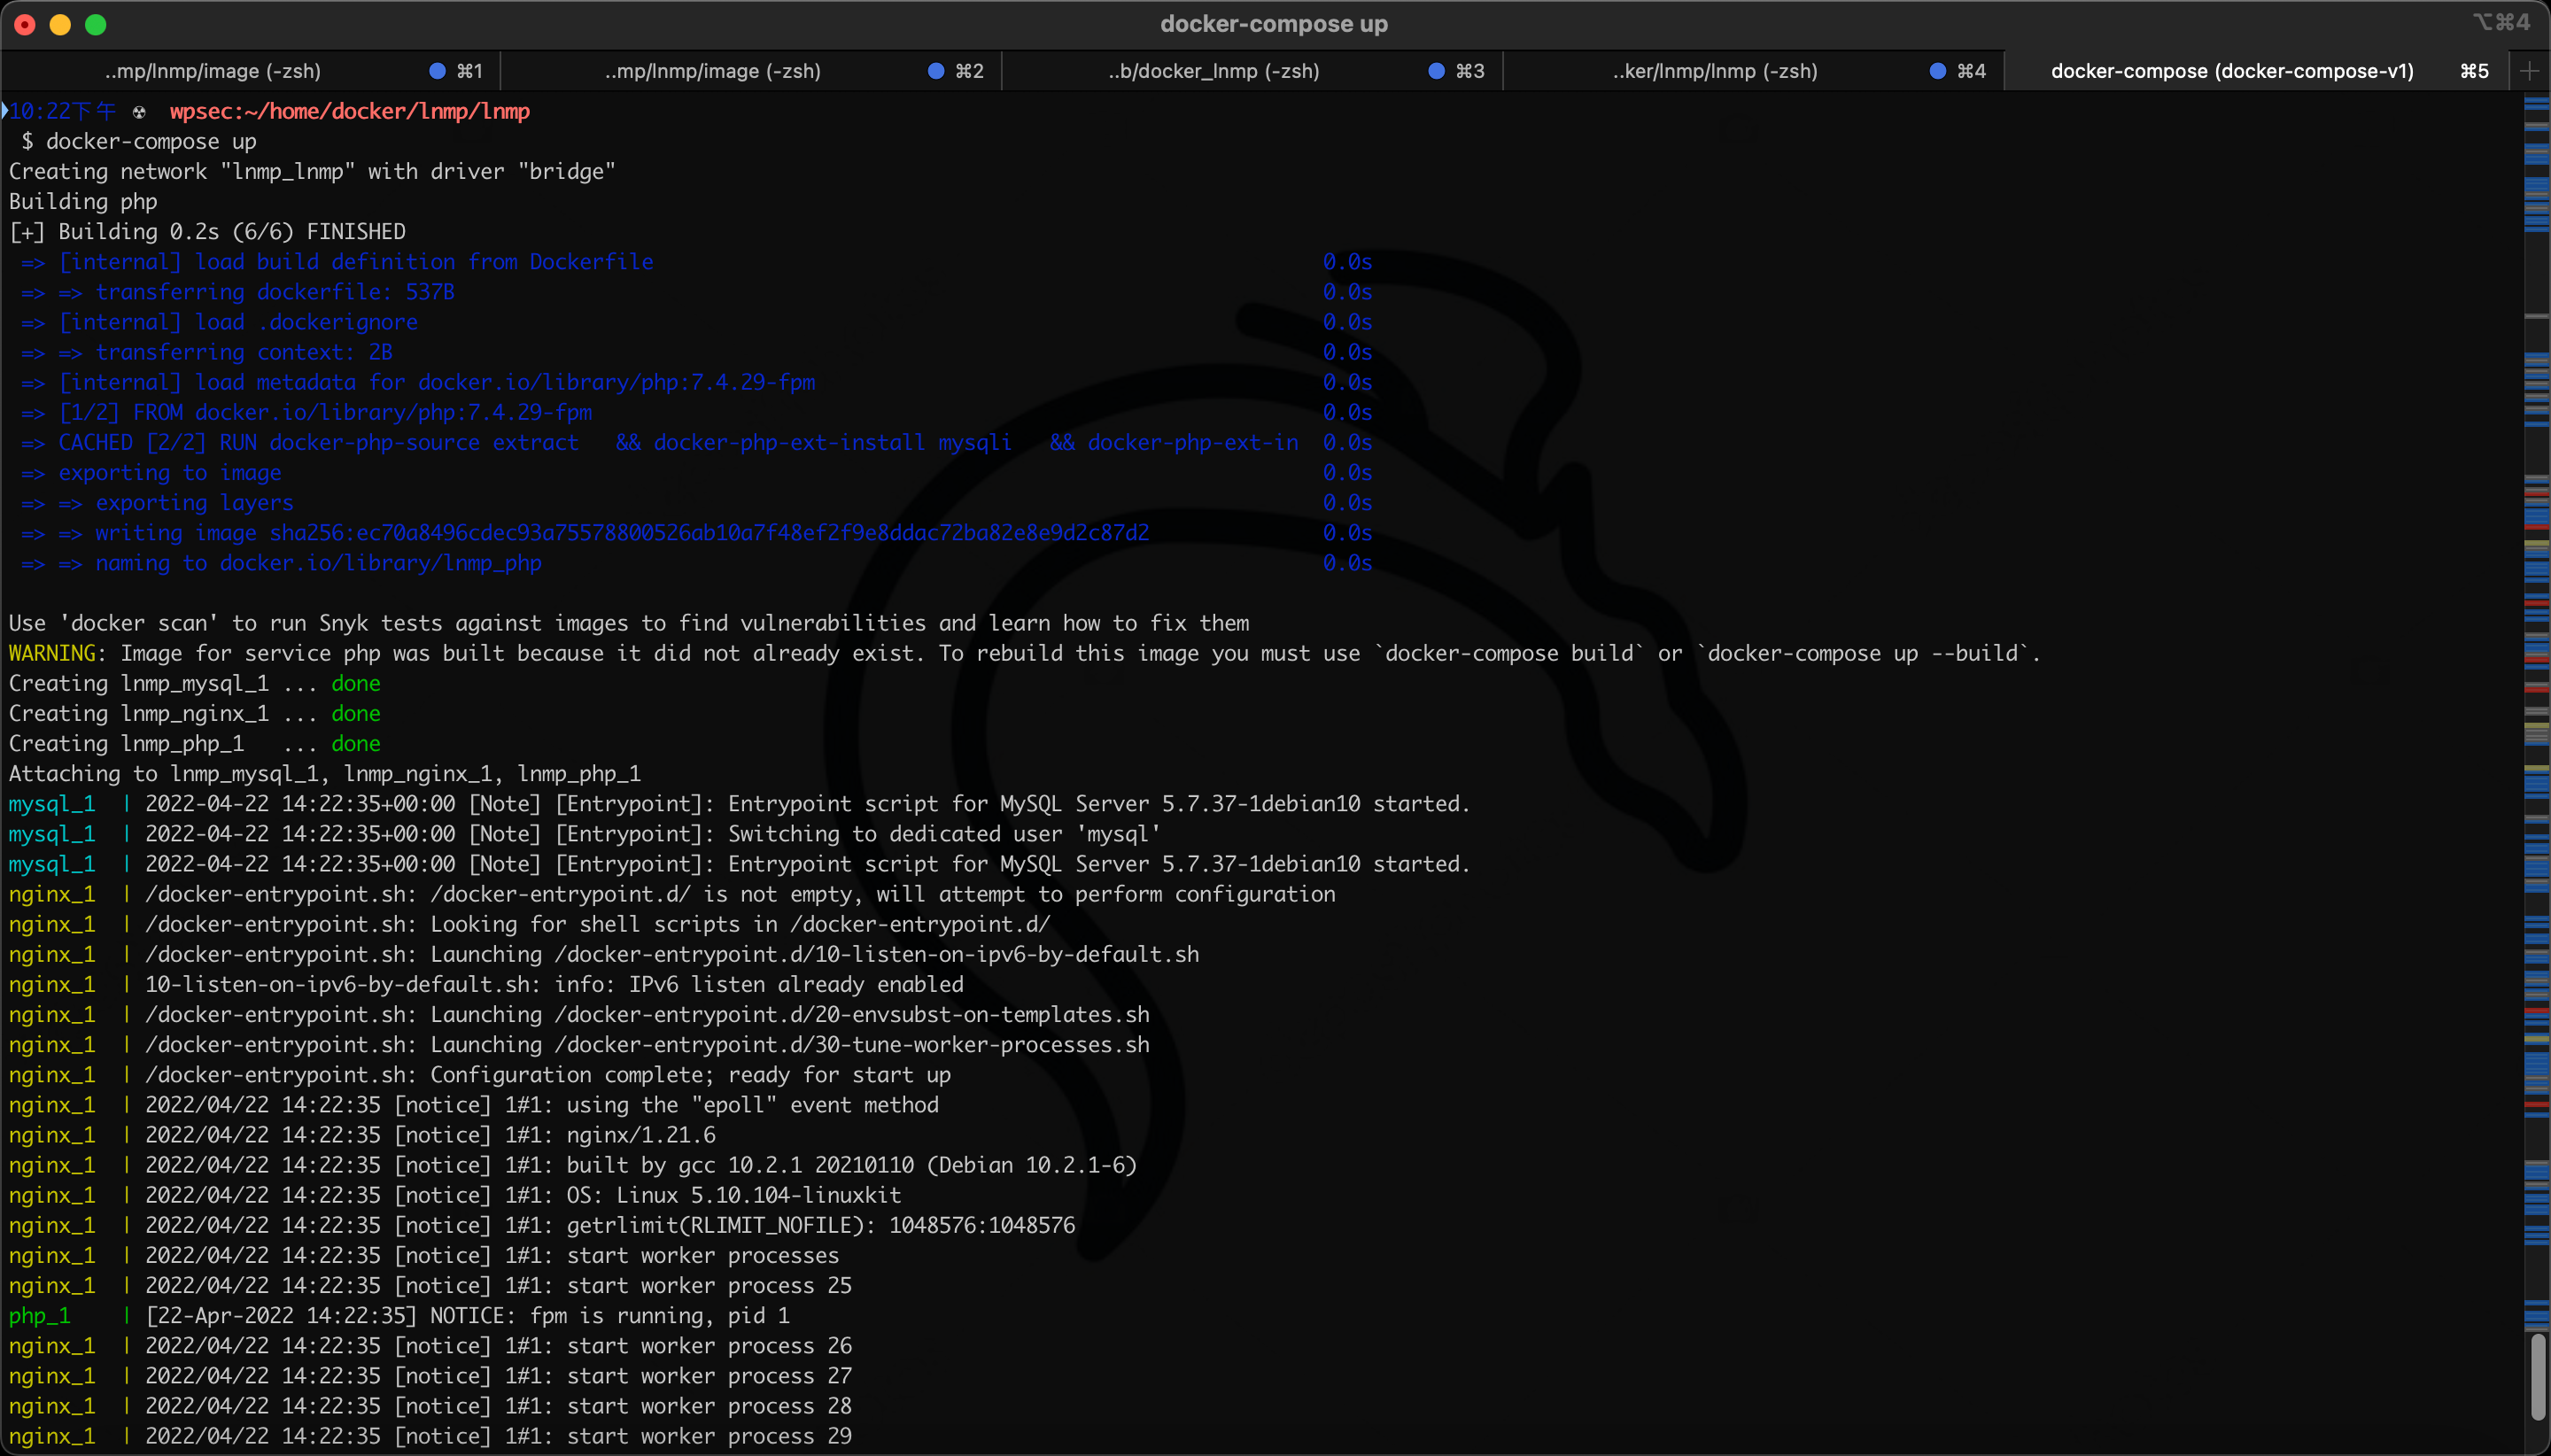 docker-compose up
⌥⌘4
..mp/lnmp/image (-zsh) ⌘1
..mp/lnmp/image (-zsh) ⌘2
..b/docker_lnmp (-zsh) ⌘3
..ker/lnmp/lnmp (-zsh) ⌘4
docker-compose (docker-compose-v1) ⌘5
10:22下午 ☢ wpsec:~/home/docker/lnmp/lnmp
$ docker-compose up
Creating network "lnmp_lnmp" with driver "bridge"
Building php
[+] Building 0.2s (6/6) FINISHED
=> [internal] load build definition from Dockerfile 0.0s
=> => transferring dockerfile: 537B 0.0s
=> [internal] load .dockerignore 0.0s
=> => transferring context: 2B 0.0s
=> [internal] load metadata for docker.io/library/php:7.4.29-fpm 0.0s
=> [1/2] FROM docker.io/library/php:7.4.29-fpm 0.0s
=> CACHED [2/2] RUN docker-php-source extract   && docker-php-ext-install mysqli   && docker-php-ext-in 0.0s
=> exporting to image 0.0s
=> => exporting layers 0.0s
=> => writing image sha256:ec70a8496cdec93a75578800526ab10a7f48ef2f9e8ddac72ba82e8e9d2c87d2 0.0s
=> => naming to docker.io/library/lnmp_php 0.0s
Use 'docker scan' to run Snyk tests against images to find vulnerabilities and learn how to fix them
WARNING: Image for service php was built because it did not already exist. To rebuild this image you must use `docker-compose build` or `docker-compose up --build`.
Creating lnmp_mysql_1 ... done
Creating lnmp_nginx_1 ... done
Creating lnmp_php_1   ... done
Attaching to lnmp_mysql_1, lnmp_nginx_1, lnmp_php_1
mysql_1  | 2022-04-22 14:22:35+00:00 [Note] [Entrypoint]: Entrypoint script for MySQL Server 5.7.37-1debian10 started.
mysql_1  | 2022-04-22 14:22:35+00:00 [Note] [Entrypoint]: Switching to dedicated user 'mysql'
mysql_1  | 2022-04-22 14:22:35+00:00 [Note] [Entrypoint]: Entrypoint script for MySQL Server 5.7.37-1debian10 started.
nginx_1  | /docker-entrypoint.sh: /docker-entrypoint.d/ is not empty, will attempt to perform configuration
nginx_1  | /docker-entrypoint.sh: Looking for shell scripts in /docker-entrypoint.d/
nginx_1  | /docker-entrypoint.sh: Launching /docker-entrypoint.d/10-listen-on-ipv6-by-default.sh
nginx_1  | 10-listen-on-ipv6-by-default.sh: info: IPv6 listen already enabled
nginx_1  | /docker-entrypoint.sh: Launching /docker-entrypoint.d/20-envsubst-on-templates.sh
nginx_1  | /docker-entrypoint.sh: Launching /docker-entrypoint.d/30-tune-worker-processes.sh
nginx_1  | /docker-entrypoint.sh: Configuration complete; ready for start up
nginx_1  | 2022/04/22 14:22:35 [notice] 1#1: using the "epoll" event method
nginx_1  | 2022/04/22 14:22:35 [notice] 1#1: nginx/1.21.6
nginx_1  | 2022/04/22 14:22:35 [notice] 1#1: built by gcc 10.2.1 20210110 (Debian 10.2.1-6)
nginx_1  | 2022/04/22 14:22:35 [notice] 1#1: OS: Linux 5.10.104-linuxkit
nginx_1  | 2022/04/22 14:22:35 [notice] 1#1: getrlimit(RLIMIT_NOFILE): 1048576:1048576
nginx_1  | 2022/04/22 14:22:35 [notice] 1#1: start worker processes
nginx_1  | 2022/04/22 14:22:35 [notice] 1#1: start worker process 25
php_1    | [22-Apr-2022 14:22:35] NOTICE: fpm is running, pid 1
nginx_1  | 2022/04/22 14:22:35 [notice] 1#1: start worker process 26
nginx_1  | 2022/04/22 14:22:35 [notice] 1#1: start worker process 27
nginx_1  | 2022/04/22 14:22:35 [notice] 1#1: start worker process 28
nginx_1  | 2022/04/22 14:22:35 [notice] 1#1: start worker process 29